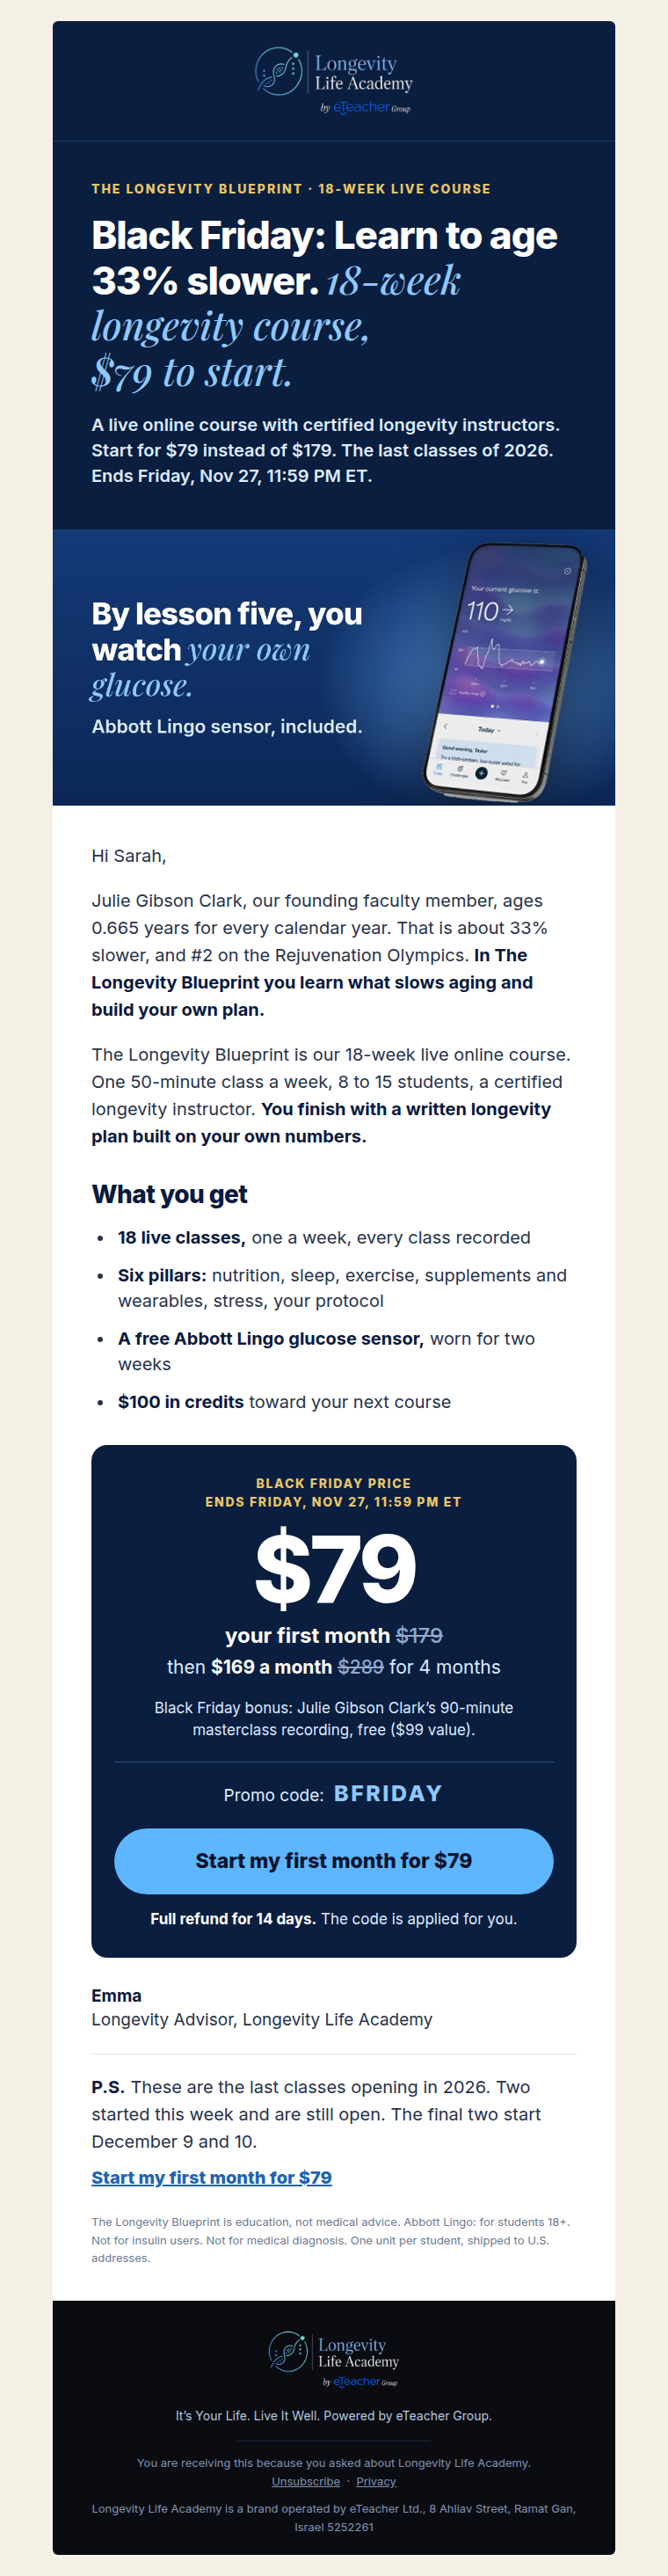 Longevity
Life Academy
by eTeacher Group
THE LONGEVITY BLUEPRINT · 18-WEEK LIVE COURSE
Black Friday: Learn to age
33% slower. 18-week
longevity course,
$79 to start.
A live online course with certified longevity instructors.
Start for $79 instead of $179. The last classes of 2026.
Ends Friday, Nov 27, 11:59 PM ET.
By lesson five, you
watch your own
glucose.
Abbott Lingo sensor, included.
Your current glucose is:
110
Today
Good evening, Taylor
Hi Sarah,
Julie Gibson Clark, our founding faculty member, ages
0.665 years for every calendar year. That is about 33%
slower, and #2 on the Rejuvenation Olympics. In The
Longevity Blueprint you learn what slows aging and
build your own plan.
The Longevity Blueprint is our 18-week live online course.
One 50-minute class a week, 8 to 15 students, a certified
longevity instructor. You finish with a written longevity
plan built on your own numbers.
What you get
• 18 live classes, one a week, every class recorded
• Six pillars: nutrition, sleep, exercise, supplements and
wearables, stress, your protocol
• A free Abbott Lingo glucose sensor, worn for two
weeks
• $100 in credits toward your next course
BLACK FRIDAY PRICE
ENDS FRIDAY, NOV 27, 11:59 PM ET
$79
your first month $179
then $169 a month $289 for 4 months
Black Friday bonus: Julie Gibson Clark’s 90-minute
masterclass recording, free ($99 value).
Promo code: BFRIDAY
Start my first month for $79
Full refund for 14 days. The code is applied for you.
Emma
Longevity Advisor, Longevity Life Academy
P.S. These are the last classes opening in 2026. Two
started this week and are still open. The final two start
December 9 and 10.
Start my first month for $79
The Longevity Blueprint is education, not medical advice. Abbott Lingo: for students 18+.
Not for insulin users. Not for medical diagnosis. One unit per student, shipped to U.S.
addresses.
Longevity
Life Academy
by eTeacher Group
It’s Your Life. Live It Well. Powered by eTeacher Group.
You are receiving this because you asked about Longevity Life Academy.
Unsubscribe · Privacy
Longevity Life Academy is a brand operated by eTeacher Ltd., 8 Ahliav Street, Ramat Gan,
Israel 5252261